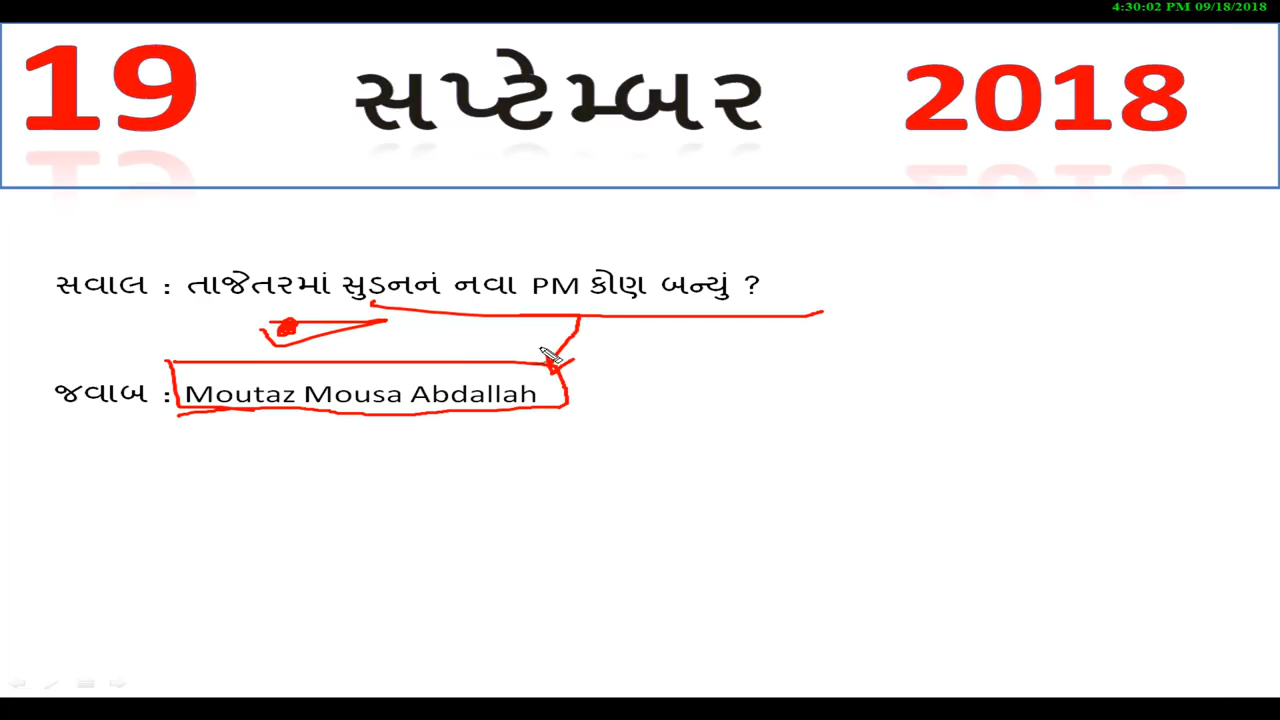 4:30:02 PM 09/18/2018
19 સપ્ટેમ્બર 2018
સવાલ : તાજેતરમાં સુડનનં નવા PM કોણ બન્યું ?
જવાબ : Moutaz Mousa Abdallah